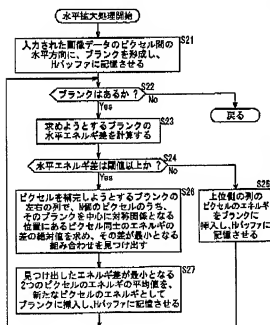 水平拡大処理開始
S21
入力された画像データのピクセル間の
水平方向に、ブランクを形成し、
Hバッファに記憶させる
S22
ブランクはあるか?
No
Yes
S23
戻る
求めようとするブランクの
水平エネルギ差を計算する
S24
水平エネルギ差は閾値以上か?
No
Yes
S26
S25
ピクセルを補完しようとするブランクの
左右の列で、N個のピクセルのうち、
そのブランクを中心に対称関係となる
位置にあるピクセル同士のエネルギの
差の絶対値を求め、その差が最小となる
組み合わせを見つけ出す
上位側の列の
ピクセルのエネルギ
をブランクに
挿入し、Hバッファに
記憶させる
S27
見つけ出したエネルギ差が最小となる
2つのピクセルのエネルギの平均値を、
新たなピクセルのエネルギとして
ブランクに挿入し、Hバッファに記憶させる